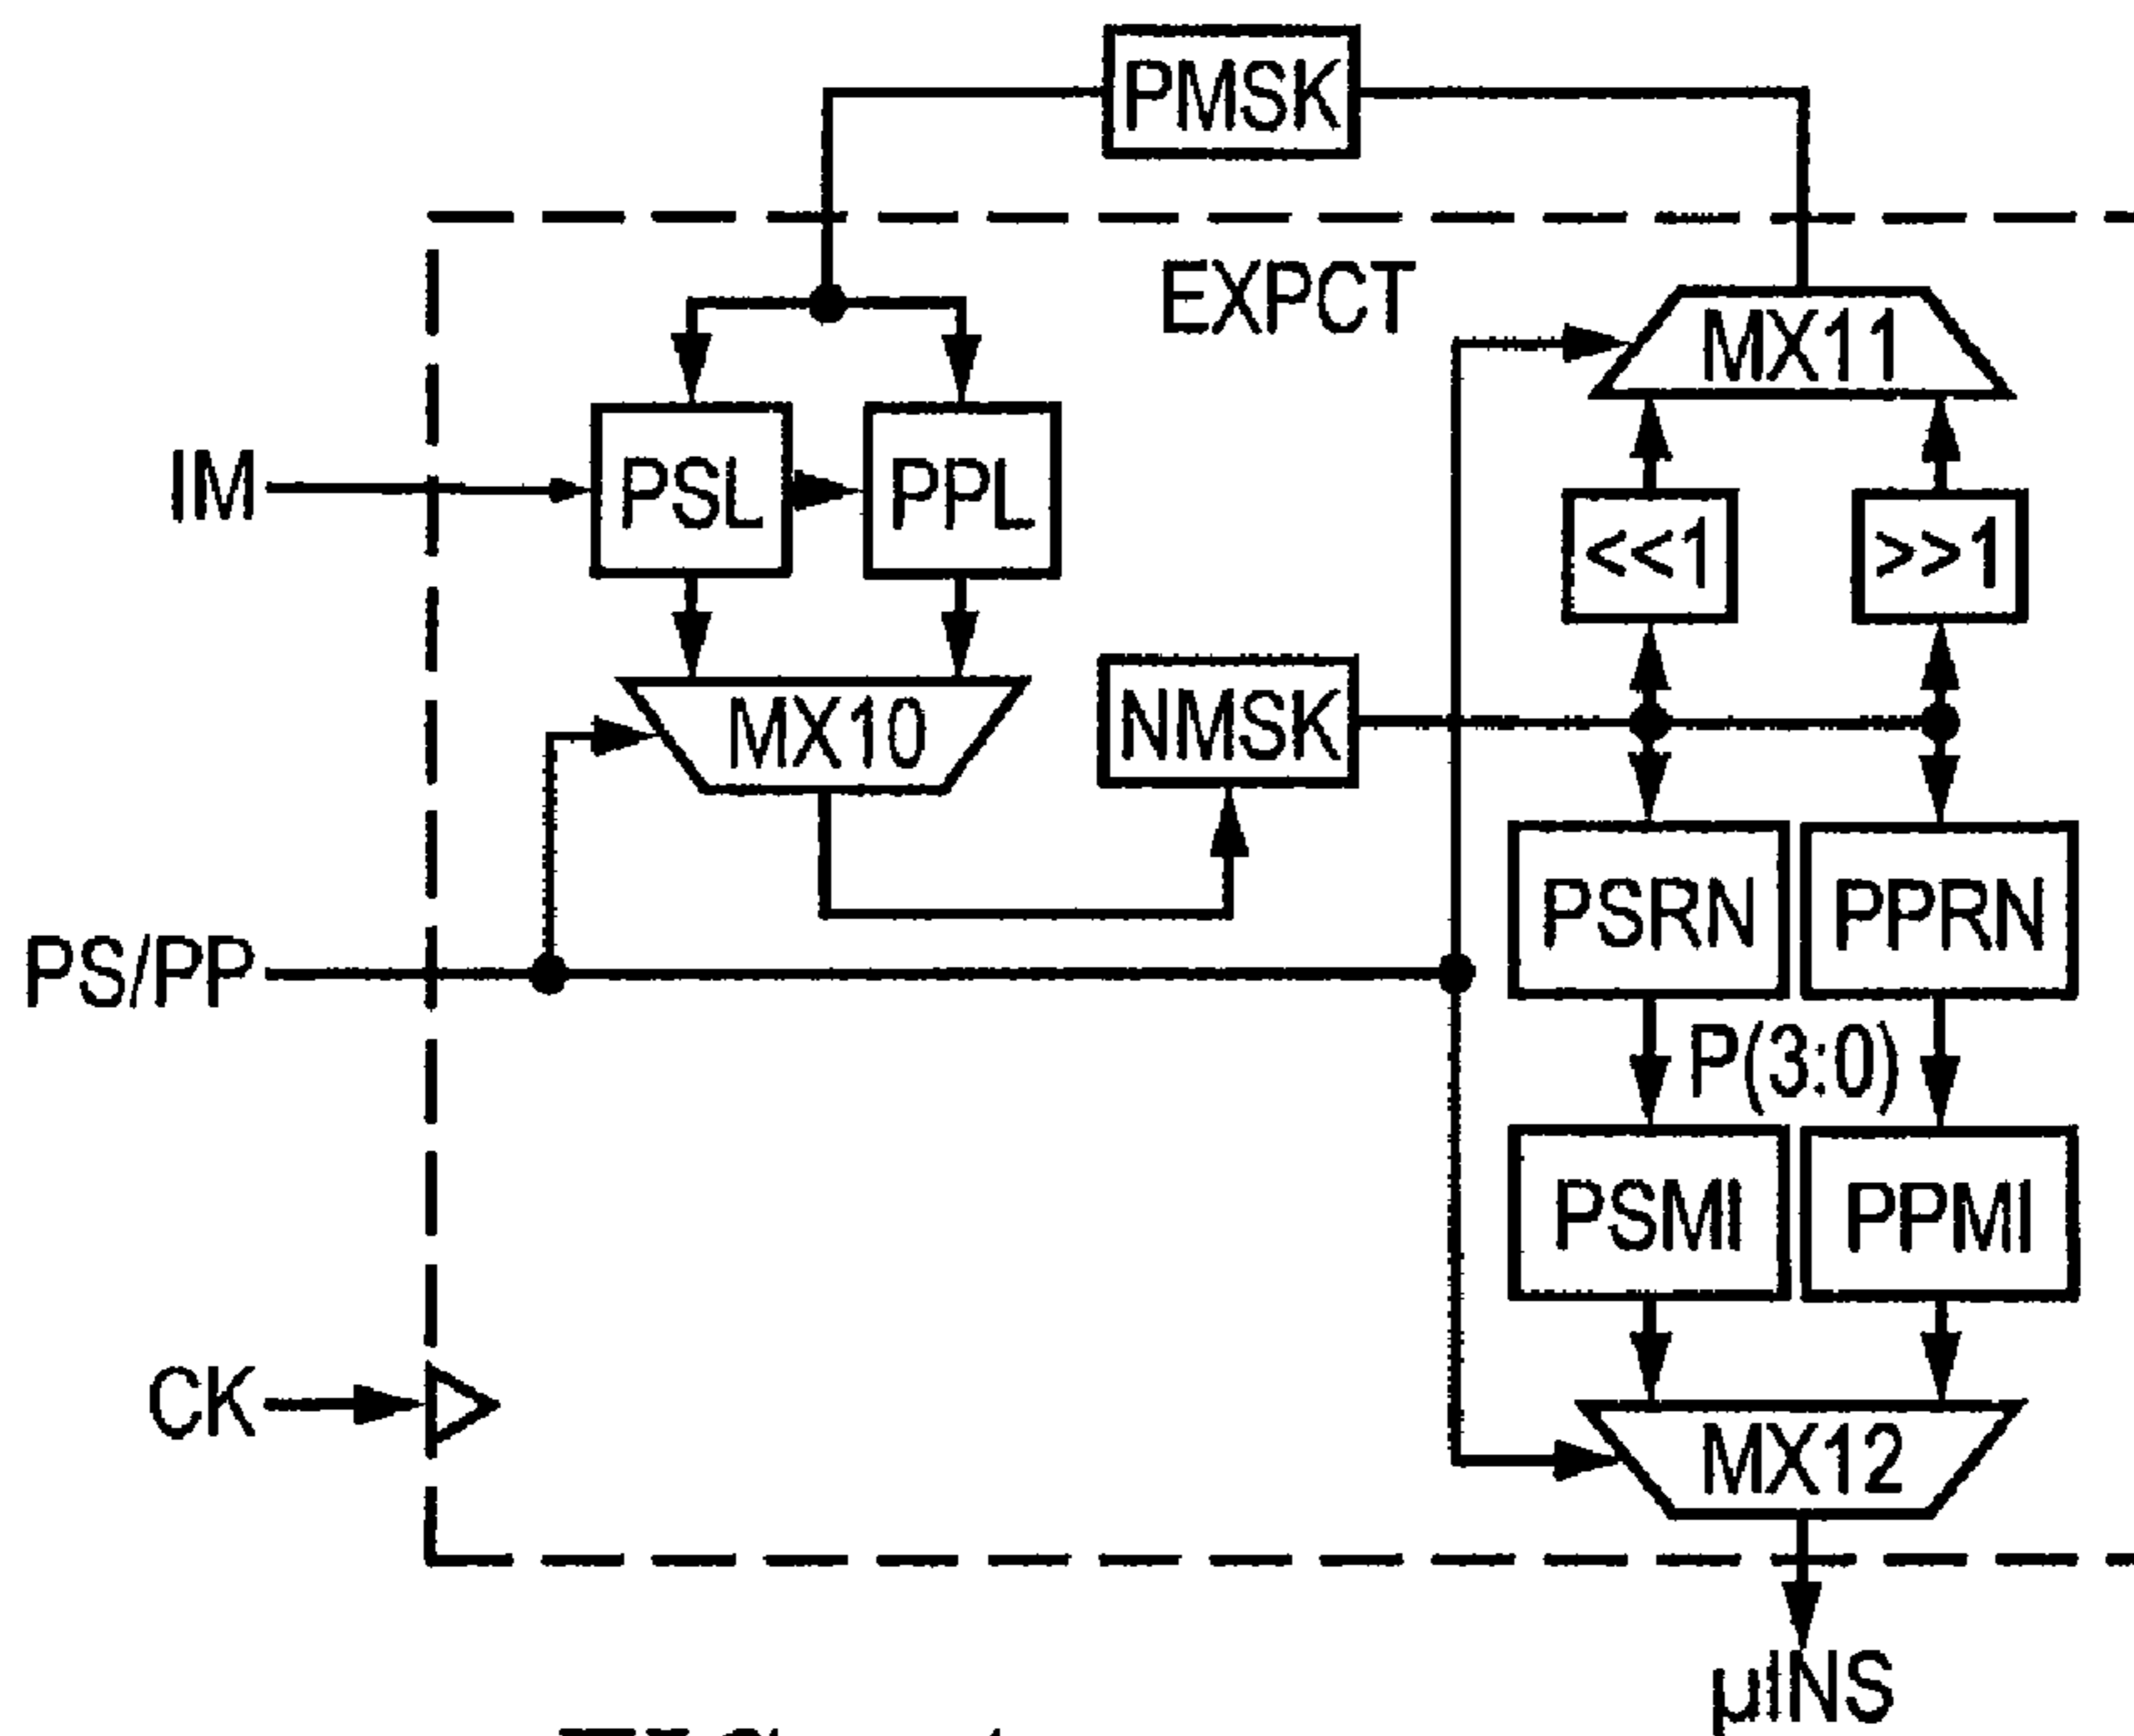 PMSK
EXPCT
MX11
IM
PSL
PPL
<<1
>>1
MX10
NMSK
PSRN
PPRN
PS/PP
P(3:0)
PSMI
PPMI
CK
MX12
µINS